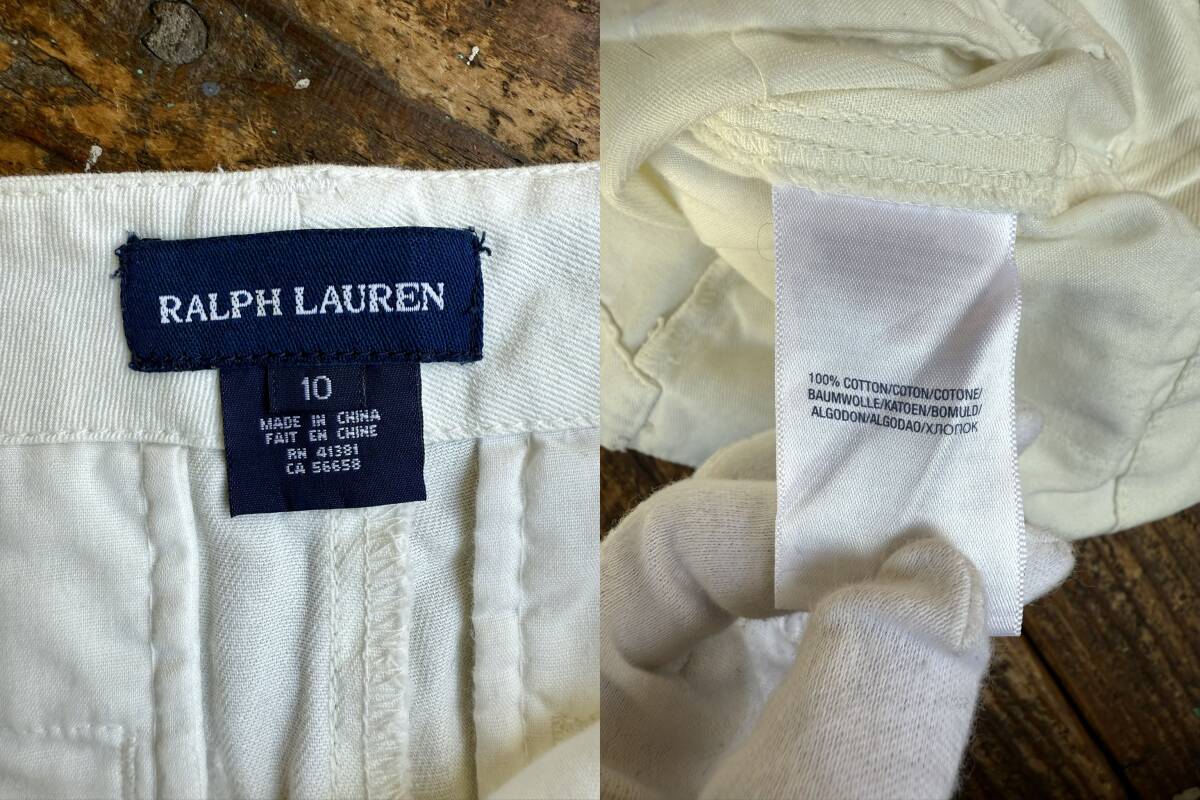 RALPH LAUREN
10
MADE IN CHINA
FAIT EN CHINE
RN 41381
CA 56658
100% COTTON/COTON/COTONE/
BAUMWOLLE/KATOEN/BOMULD/
ALGODON/ALGODAO/ХЛОПОК